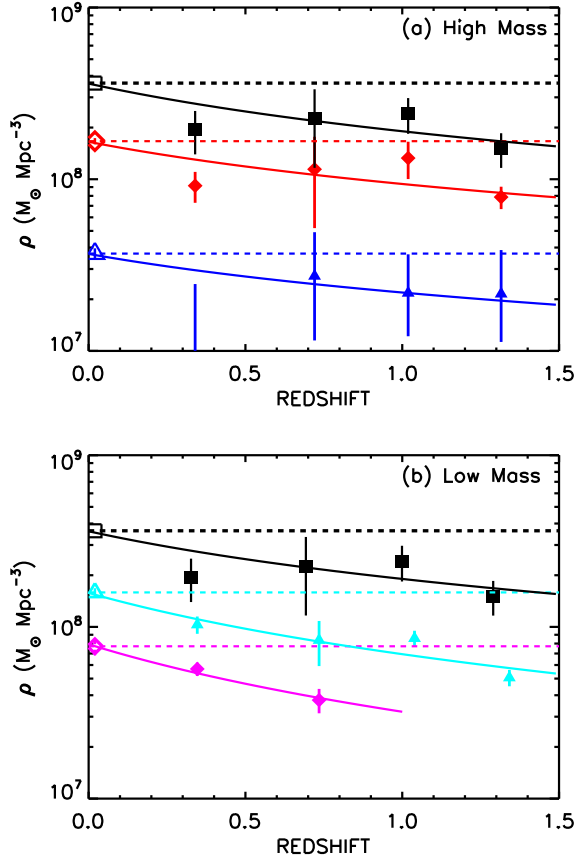 (a) High Mass
10⁹
10⁸
10⁷
ρ (M⊙ Mpc⁻³)
0.0 0.5 1.0 1.5
REDSHIFT
(b) Low Mass
10⁹
10⁸
10⁷
ρ (M⊙ Mpc⁻³)
0.0 0.5 1.0 1.5
REDSHIFT